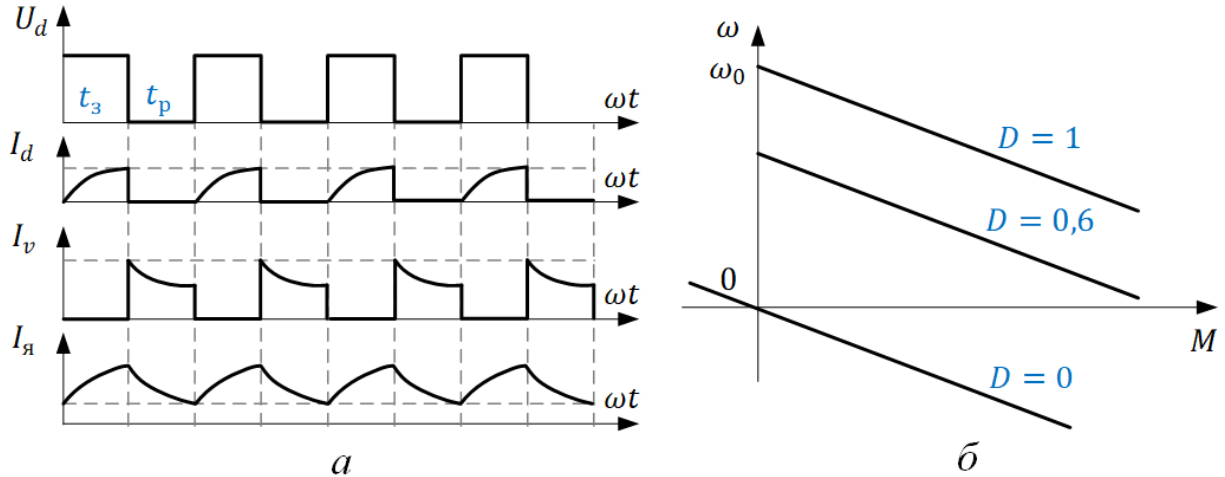 U_d
t_з
t_р
ωt
I_d
ωt
I_v
ωt
I_я
ωt
а
ω
ω_0
D = 1
D = 0,6
0
M
D = 0
б